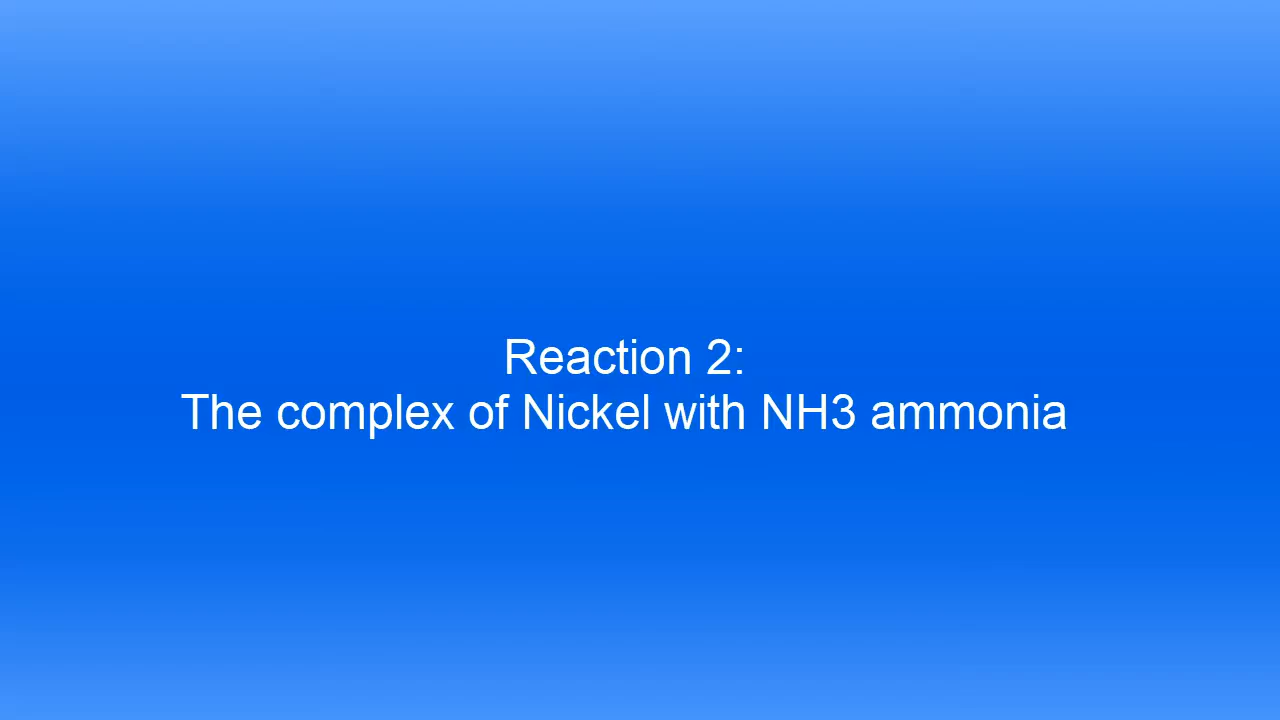 Reaction 2:
The complex of Nickel with NH3 ammonia